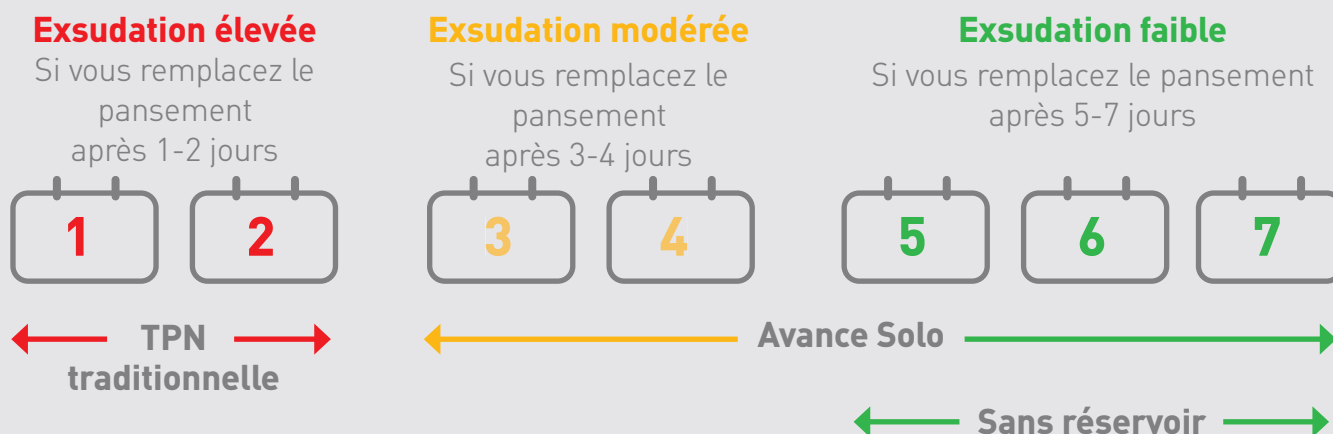 Exsudation élevée
Si vous remplacez le
pansement
après 1-2 jours
1 2
TPN
traditionnelle
Exsudation modérée
Si vous remplacez le
pansement
après 3-4 jours
3 4
Exsudation faible
Si vous remplacez le pansement
après 5-7 jours
5 6 7
Avance Solo
Sans réservoir